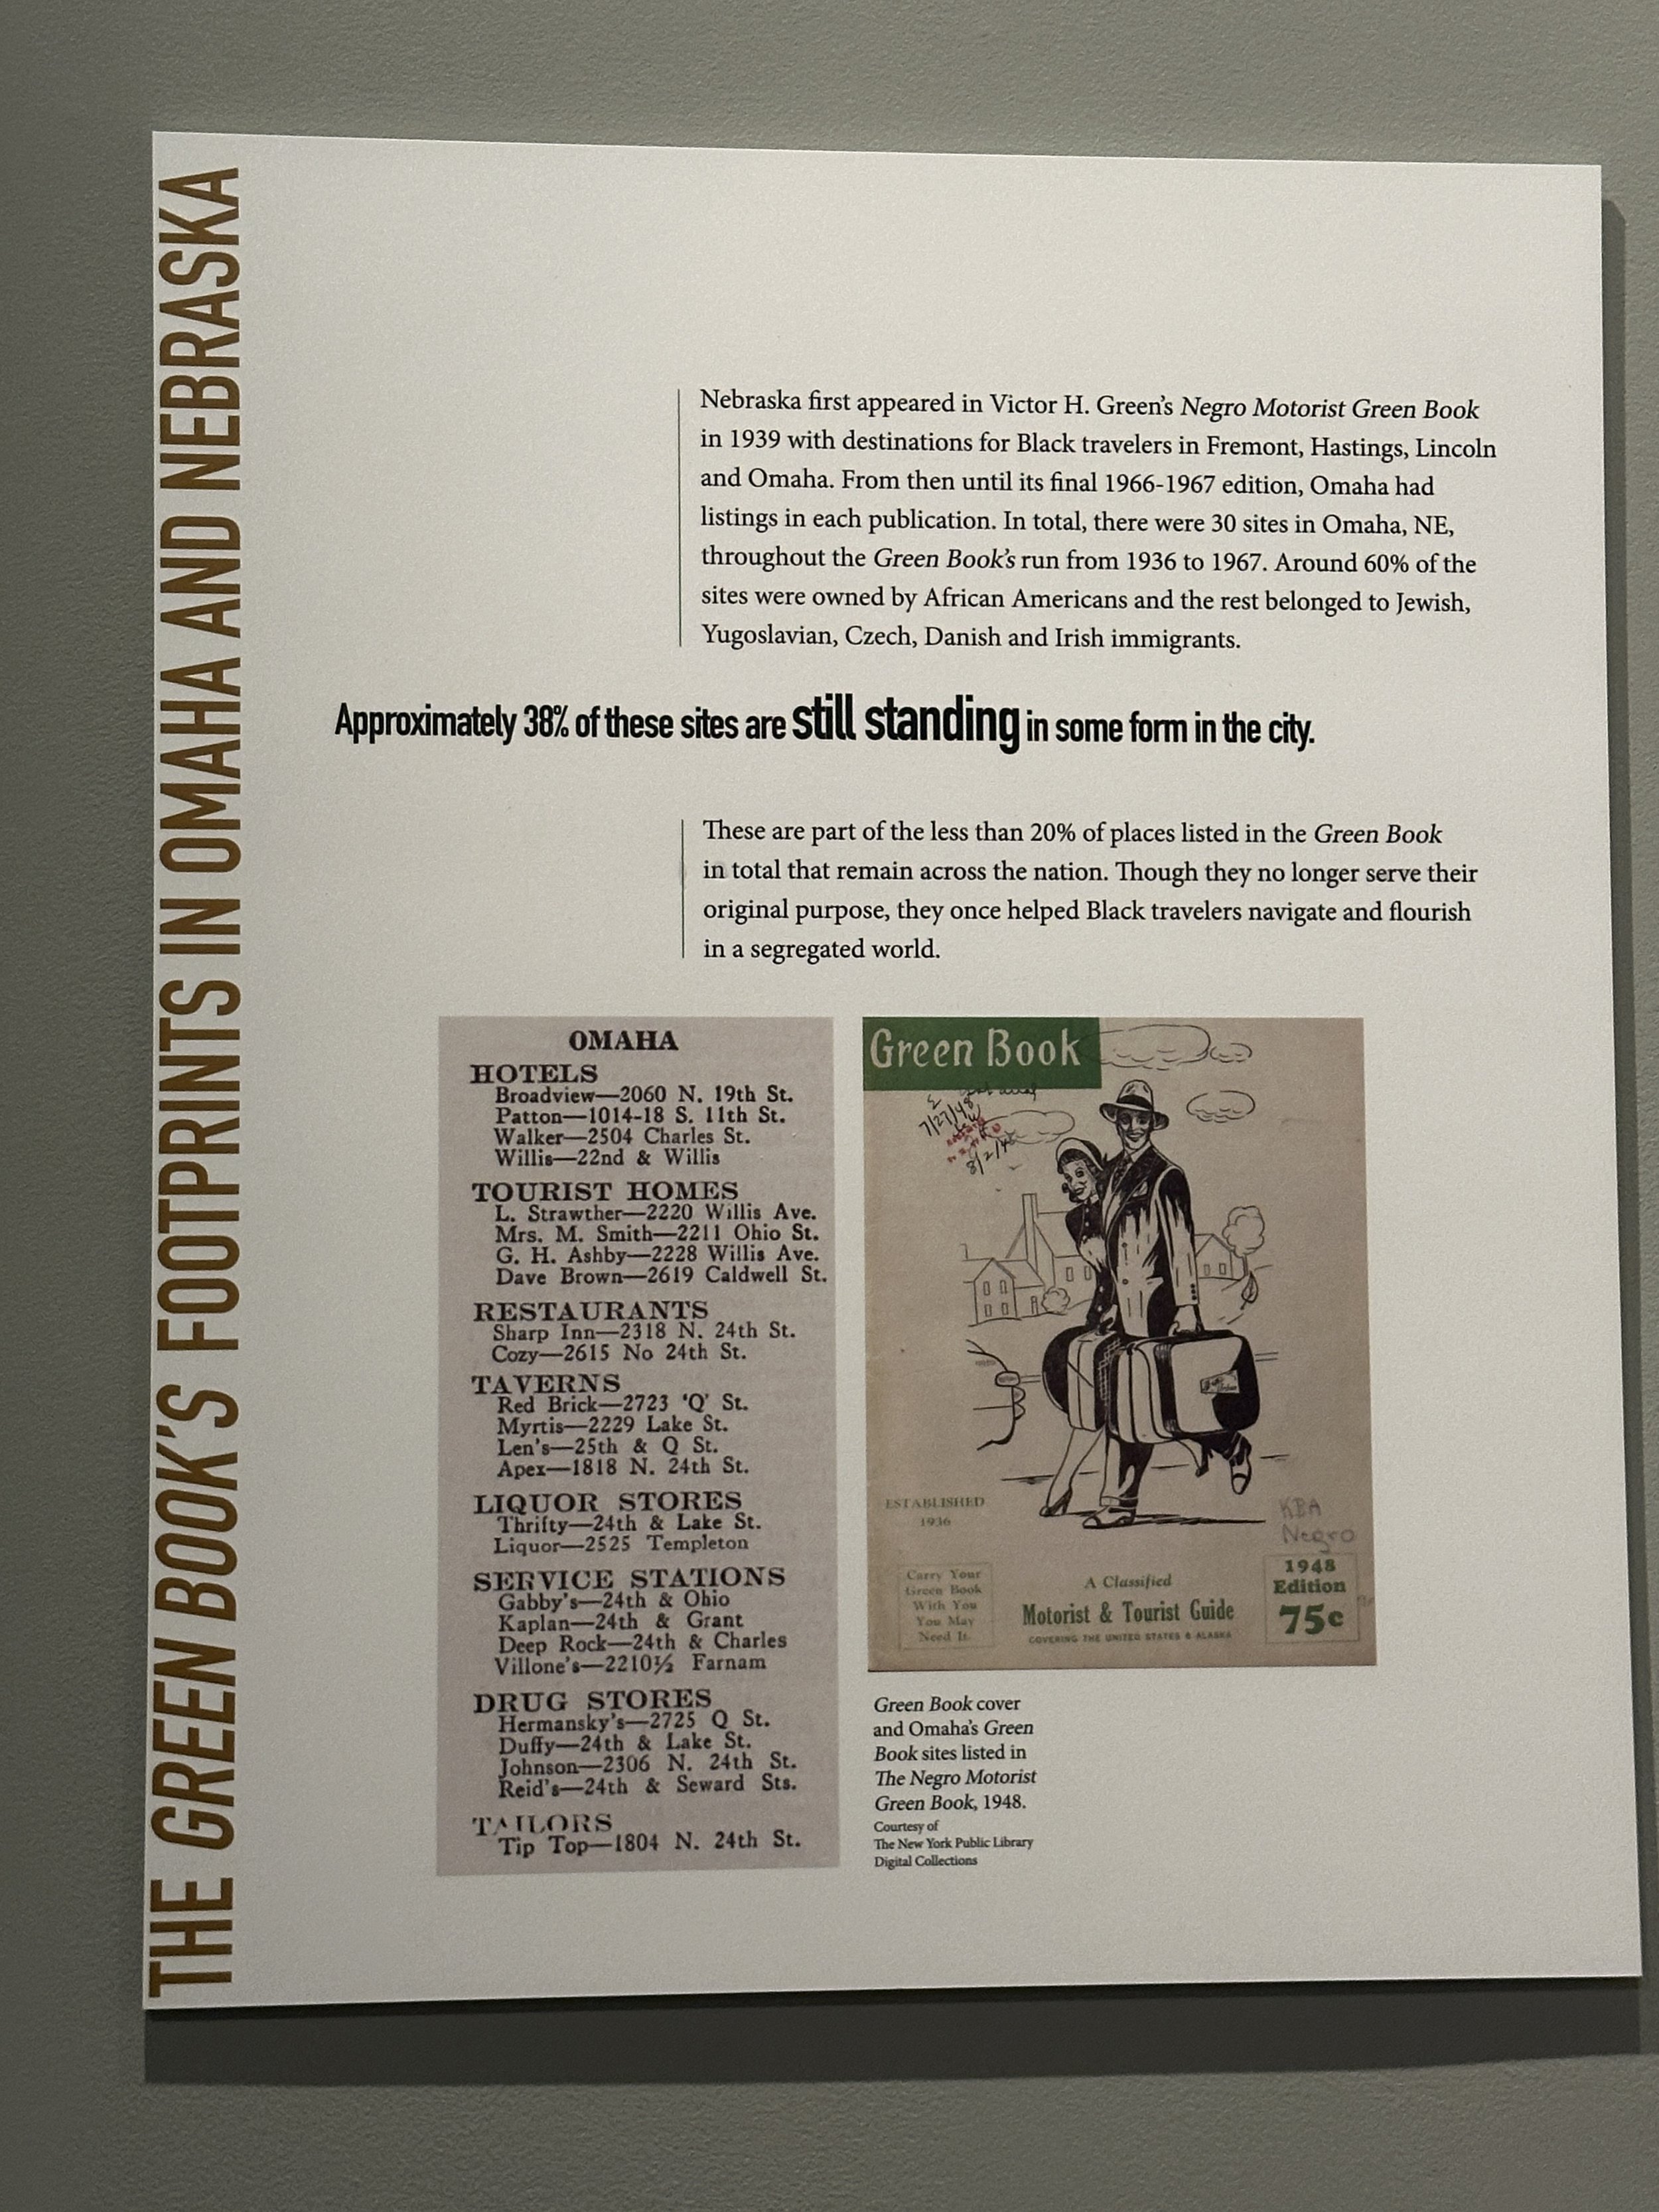 THE GREEN BOOK'S FOOTPRINTS IN OMAHA AND NEBRASKA
Nebraska first appeared in Victor H. Green's Negro Motorist Green Book
in 1939 with destinations for Black travelers in Fremont, Hastings, Lincoln
and Omaha. From then until its final 1966-1967 edition, Omaha had
listings in each publication. In total, there were 30 sites in Omaha, NE,
throughout the Green Book's run from 1936 to 1967. Around 60% of the
sites were owned by African Americans and the rest belonged to Jewish,
Yugoslavian, Czech, Danish and Irish immigrants.
Approximately 38% of these sites are still standing in some form in the city.
These are part of the less than 20% of places listed in the Green Book
in total that remain across the nation. Though they no longer serve their
original purpose, they once helped Black travelers navigate and flourish
in a segregated world.
OMAHA
HOTELS
Broadview—2060 N. 19th St.
Patton—1014-18 S. 11th St.
Walker—2504 Charles St.
Willis—22nd & Willis
TOURIST HOMES
L. Strawther—2220 Willis Ave.
Mrs. M. Smith—2211 Ohio St.
G. H. Ashby—2228 Willis Ave.
Dave Brown—2619 Caldwell St.
RESTAURANTS
Sharp Inn—2318 N. 24th St.
Cozy—2615 No 24th St.
TAVERNS
Red Brick—2723 'Q' St.
Myrtis—2229 Lake St.
Len's—25th & Q St.
Apex—1818 N. 24th St.
LIQUOR STORES
Thrifty—24th & Lake St.
Liquor—2525 Templeton
SERVICE STATIONS
Gabby's—24th & Ohio
Kaplan—24th & Grant
Deep Rock—24th & Charles
Villone's—2210½ Farnam
DRUG STORES
Hermansky's—2725 Q St.
Duffy—24th & Lake St.
Johnson—2306 N. 24th St.
Reid's—24th & Seward Sts.
TAILORS
Tip Top—1804 N. 24th St.
Green Book
7/27/48
ESTABLISHED
1936
KBA
Negro
Carry Your
Green Book
With You
You May
Need It.
A Classified
Motorist & Tourist Guide
COVERING THE UNITED STATES & ALASKA
1948
Edition
75c
Green Book cover
and Omaha's Green
Book sites listed in
The Negro Motorist
Green Book, 1948.
Courtesy of
The New York Public Library
Digital Collections